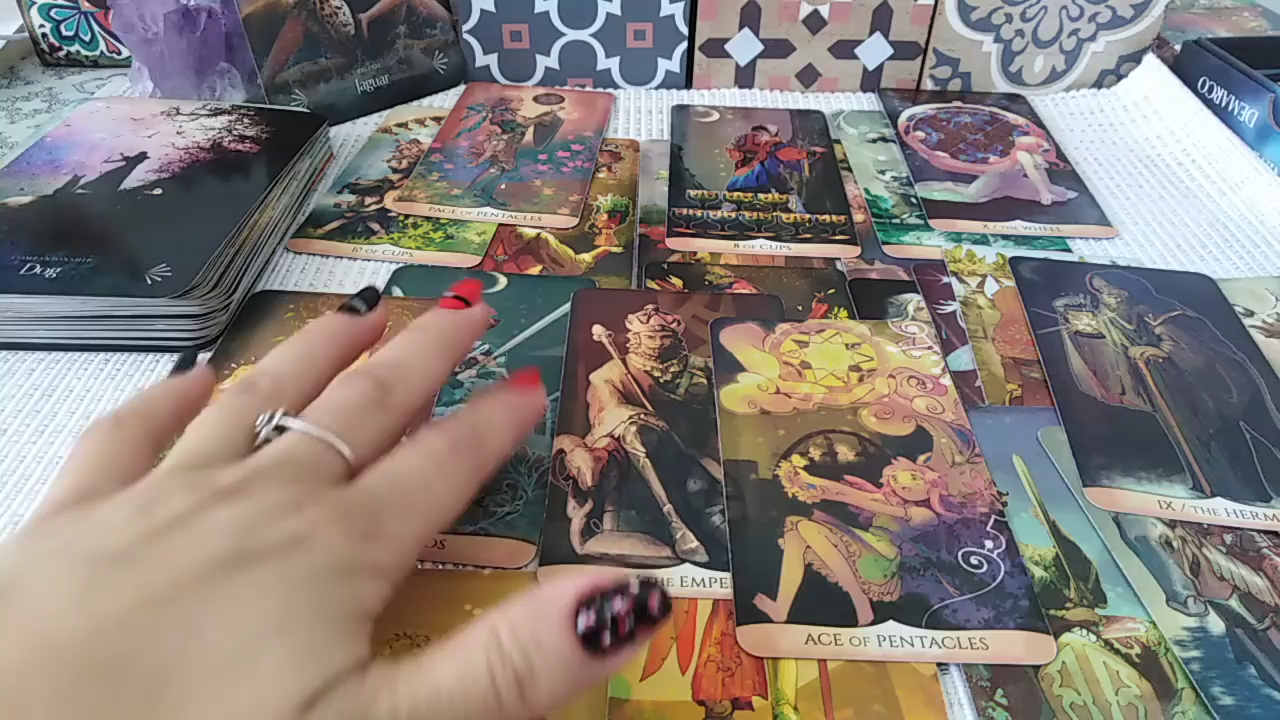 Jaguar
DEMARCO
PAGE OF PENTACLES
10 OF CUPS
8 OF CUPS
X / THE WHEEL
COMPANIONSHIP
Dog
IX / THE HERM
THE EMPE
ACE OF PENTACLES